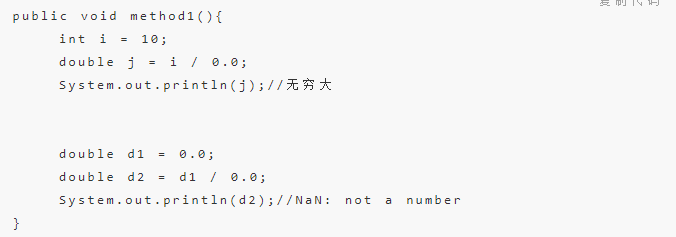 复制代码
public void method1(){
int i = 10;
double j = i / 0.0;
System.out.println(j);//无穷大
double d1 = 0.0;
double d2 = d1 / 0.0;
System.out.println(d2);//NaN: not a number
}